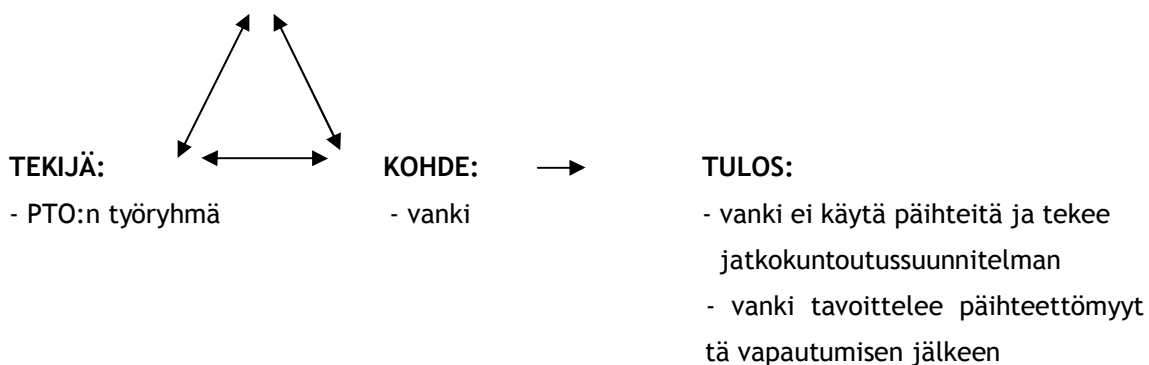 TEKIJÄ: KOHDE: TULOS:
- PTO:n työryhmä - vanki - vanki ei käytä päihteitä ja tekee
jatkokuntoutussuunnitelman
- vanki tavoittelee päihteettömyyt
tä vapautumisen jälkeen